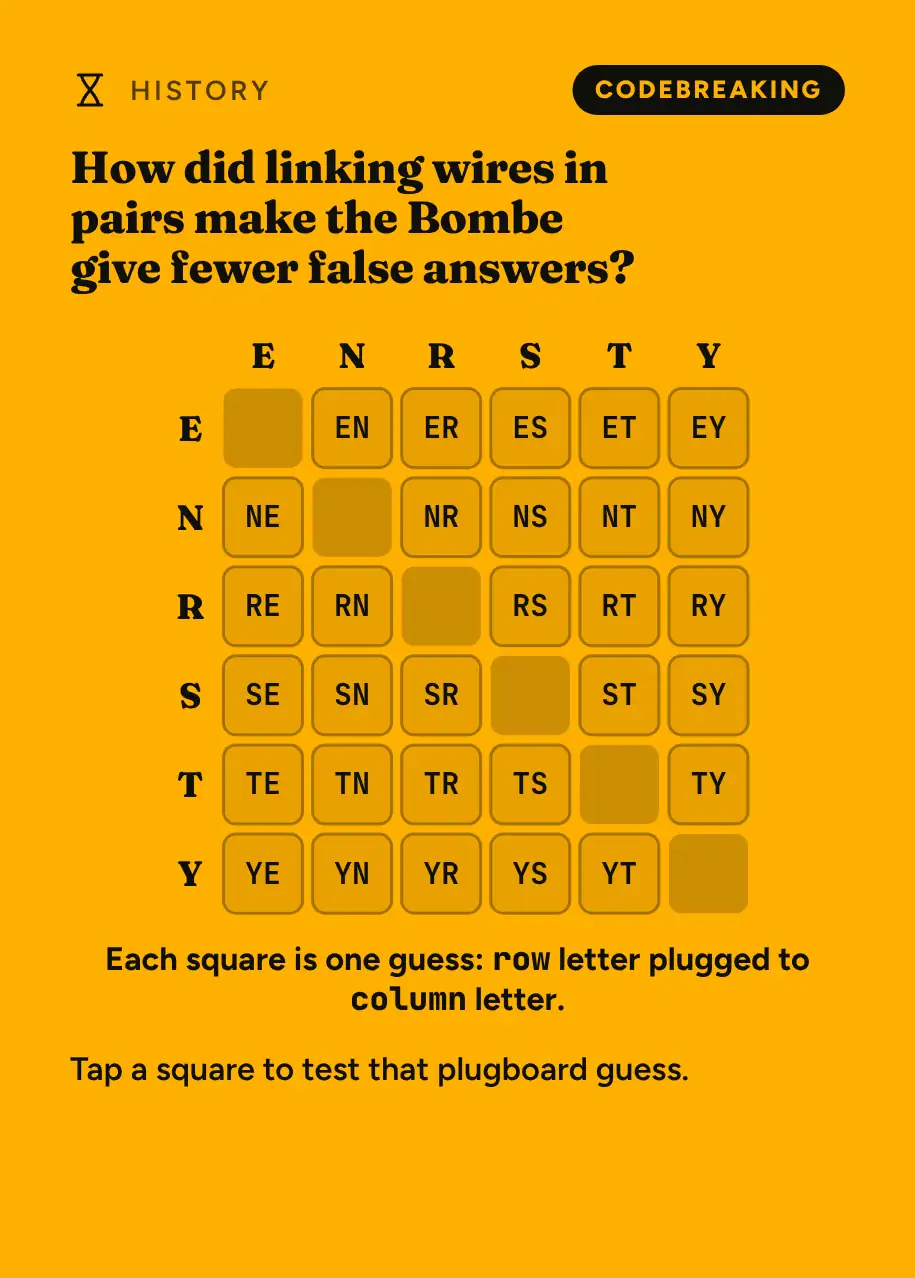 HISTORY
CODEBREAKING
How did linking wires in
pairs make the Bombe
give fewer false answers?
E N R S T Y
E EN ER ES ET EY
N NE NR NS NT NY
R RE RN RS RT RY
S SE SN SR ST SY
T TE TN TR TS TY
Y YE YN YR YS YT
Each square is one guess: row letter plugged to
column letter.
Tap a square to test that plugboard guess.